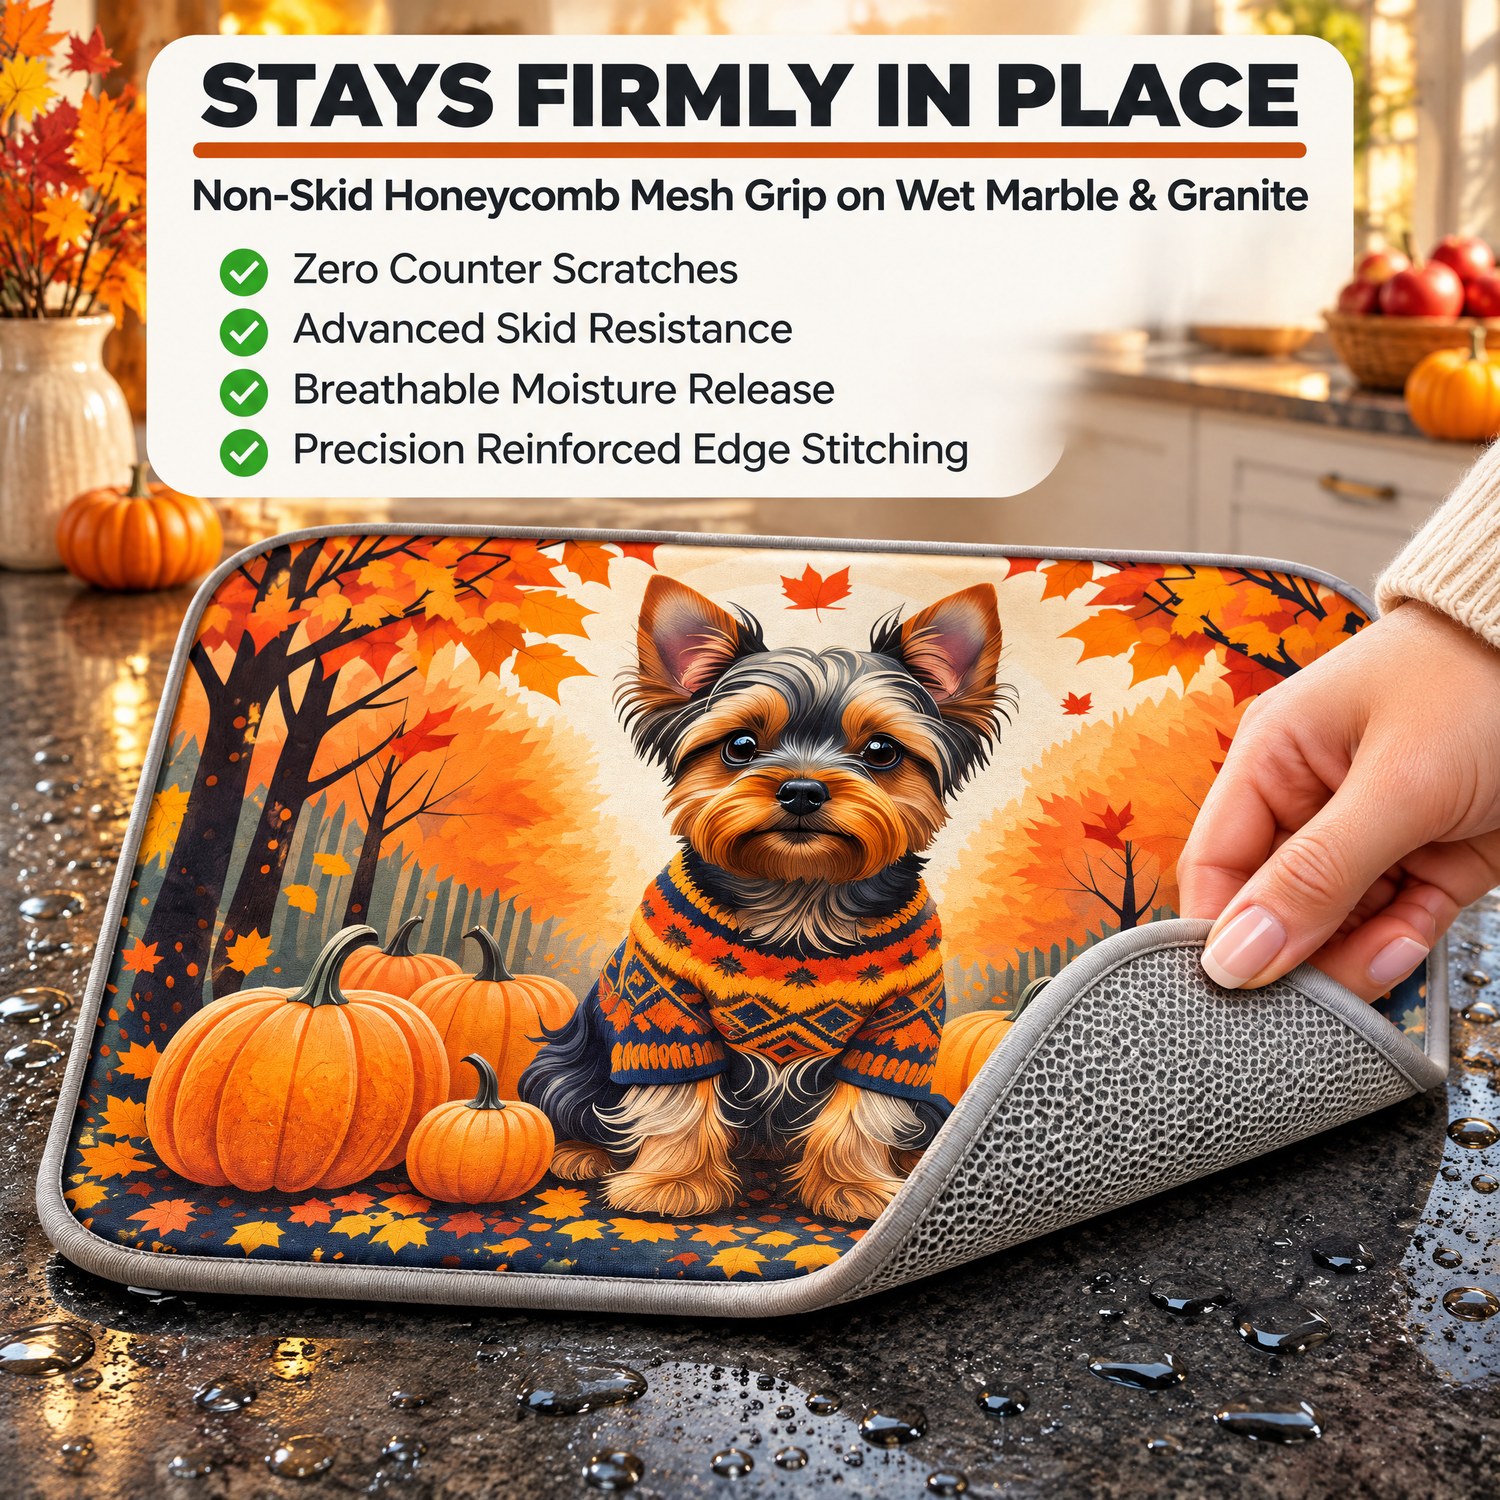 STAYS FIRMLY IN PLACE
Non-Skid Honeycomb Mesh Grip on Wet Marble & Granite
Zero Counter Scratches
Advanced Skid Resistance
Breathable Moisture Release
Precision Reinforced Edge Stitching